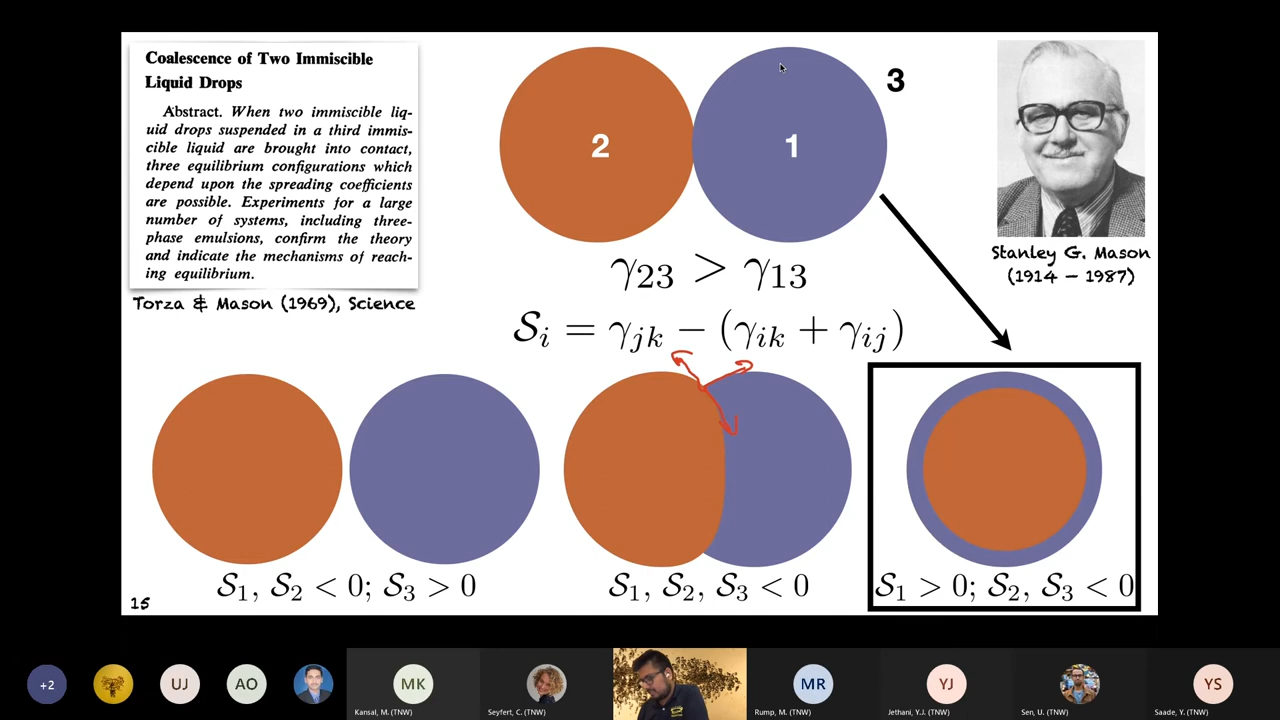 Coalescence of Two Immiscible
Liquid Drops
Abstract. When two immiscible liq-
uid drops suspended in a third immis-
cible liquid are brought into contact,
three equilibrium configurations which
depend upon the spreading coefficients
are possible. Experiments for a large
number of systems, including three-
phase emulsions, confirm the theory
and indicate the mechanisms of reach-
ing equilibrium.
Torza & Mason (1969), Science
2
1
3
γ₂₃ > γ₁₃
𝒮ᵢ = γⱼₖ − (γᵢₖ + γᵢⱼ)
Stanley G. Mason
(1914 – 1987)
𝒮₁, 𝒮₂ < 0; 𝒮₃ > 0
𝒮₁, 𝒮₂, 𝒮₃ < 0
𝒮₁ > 0; 𝒮₂, 𝒮₃ < 0
15
+2
UJ
AO
MK
Kansal, M. (TNW)
Seyfert, C. (TNW)
MR
Rump, M. (TNW)
YJ
Jethani, Y.J. (TNW)
Sen, U. (TNW)
YS
Saade, Y. (TNW)